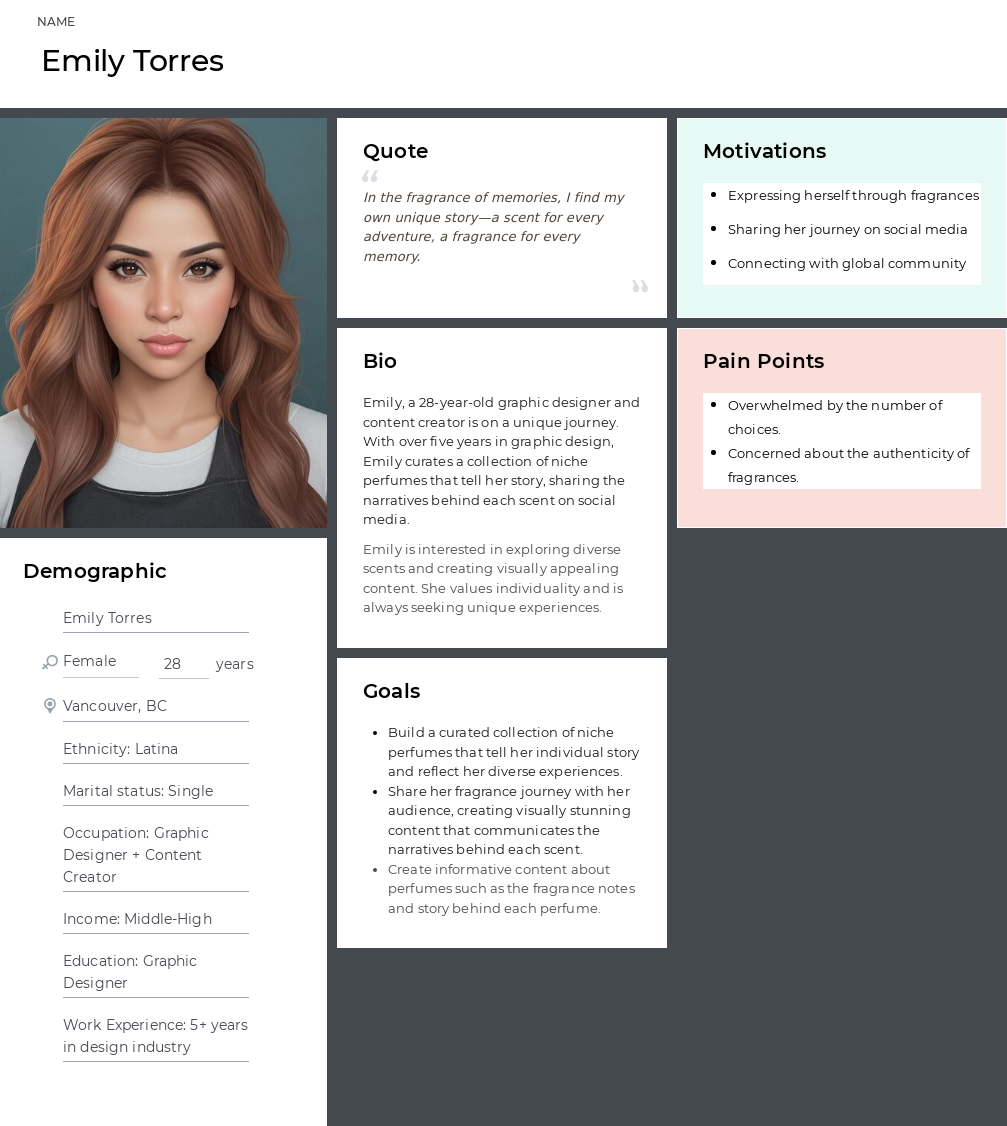 NAME
Emily Torres
Quote
“
In the fragrance of memories, I find my
own unique story—a scent for every
adventure, a fragrance for every
memory.
”
Motivations
• Expressing herself through fragrances
• Sharing her journey on social media
• Connecting with global community
Bio
Emily, a 28-year-old graphic designer and
content creator is on a unique journey.
With over five years in graphic design,
Emily curates a collection of niche
perfumes that tell her story, sharing the
narratives behind each scent on social
media.
Emily is interested in exploring diverse
scents and creating visually appealing
content. She values individuality and is
always seeking unique experiences.
Pain Points
• Overwhelmed by the number of
choices.
• Concerned about the authenticity of
fragrances.
Demographic
Emily Torres
Female 28 years
Vancouver, BC
Ethnicity: Latina
Marital status: Single
Occupation: Graphic
Designer + Content
Creator
Income: Middle-High
Education: Graphic
Designer
Work Experience: 5+ years
in design industry
Goals
• Build a curated collection of niche
perfumes that tell her individual story
and reflect her diverse experiences.
• Share her fragrance journey with her
audience, creating visually stunning
content that communicates the
narratives behind each scent.
• Create informative content about
perfumes such as the fragrance notes
and story behind each perfume.